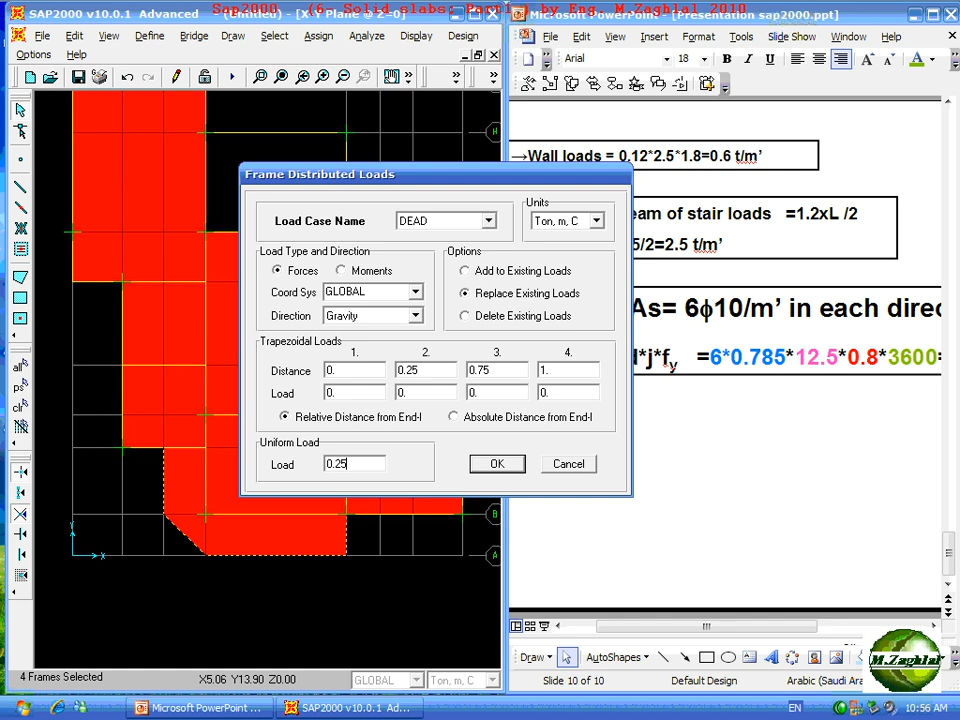 Sap2000 (6- Solid slabs: Part1 . by Eng. M.Zaghlal 2010
SAP2000 v10.0.1 Advanced - (Untitled) - [X-Y Plane @ Z=0]
File Edit View Define Bridge Draw Select Assign Analyze Display Design
Options Help
Microsoft PowerPoint - [Presentation sap2000.ppt]
File Edit View Insert Format Tools Slide Show Window Help
Arial 18 B I U A A A
all
ps
clr
H
B
A
Y
X
→Wall loads = 0.12*2.5*1.8=0.6 t/m’
eam of stair loads =1.2xL /2
5/2=2.5 t/m’
As= 6ϕ10/m’ in each direc
d*j*fy =6*0.785*12.5*0.8*3600=
Frame Distributed Loads
Load Case Name DEAD
Units
Ton, m, C
Load Type and Direction
Forces Moments
Coord Sys GLOBAL
Direction Gravity
Options
Add to Existing Loads
Replace Existing Loads
Delete Existing Loads
Trapezoidal Loads
1. 2. 3. 4.
Distance 0. 0.25 0.75 1.
Load 0. 0. 0. 0.
Relative Distance from End-I Absolute Distance from End-I
Uniform Load
Load 0.25
OK Cancel
4 Frames Selected X5.06 Y13.90 Z0.00 GLOBAL Ton, m, C
Draw AutoShapes
Slide 10 of 10 Default Design Arabic (Saudi Ara
M.Zaghlal
Microsoft PowerPoint ... SAP2000 v10.0.1 Ad... EN 10:56 AM